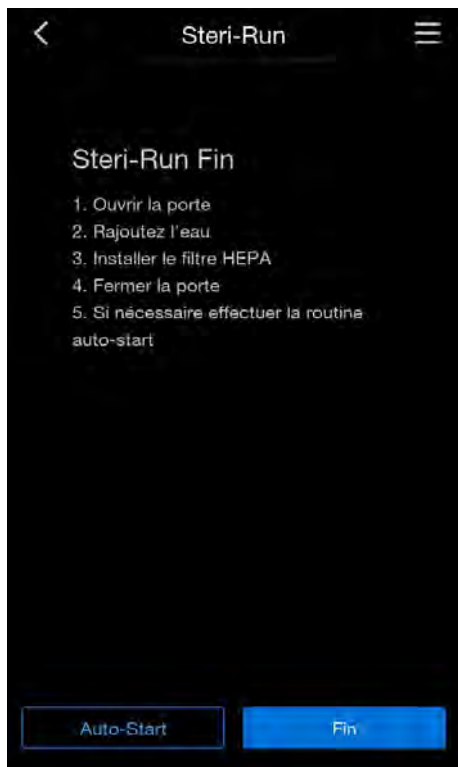 Steri-Run
Steri-Run Fin
1. Ouvrir la porte
2. Rajoutez l'eau
3. Installer le filtre HEPA
4. Fermer la porte
5. Si nécessaire effectuer la routine
auto-start
Auto-Start
Fin